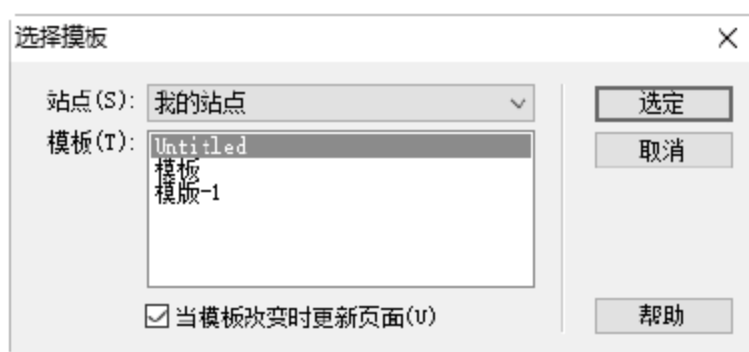 选择摸板
站点(S): 我的站点
选定
模板(T): Untitled
取消
模板
模版-1
当模板改变时更新页面(U)
帮助